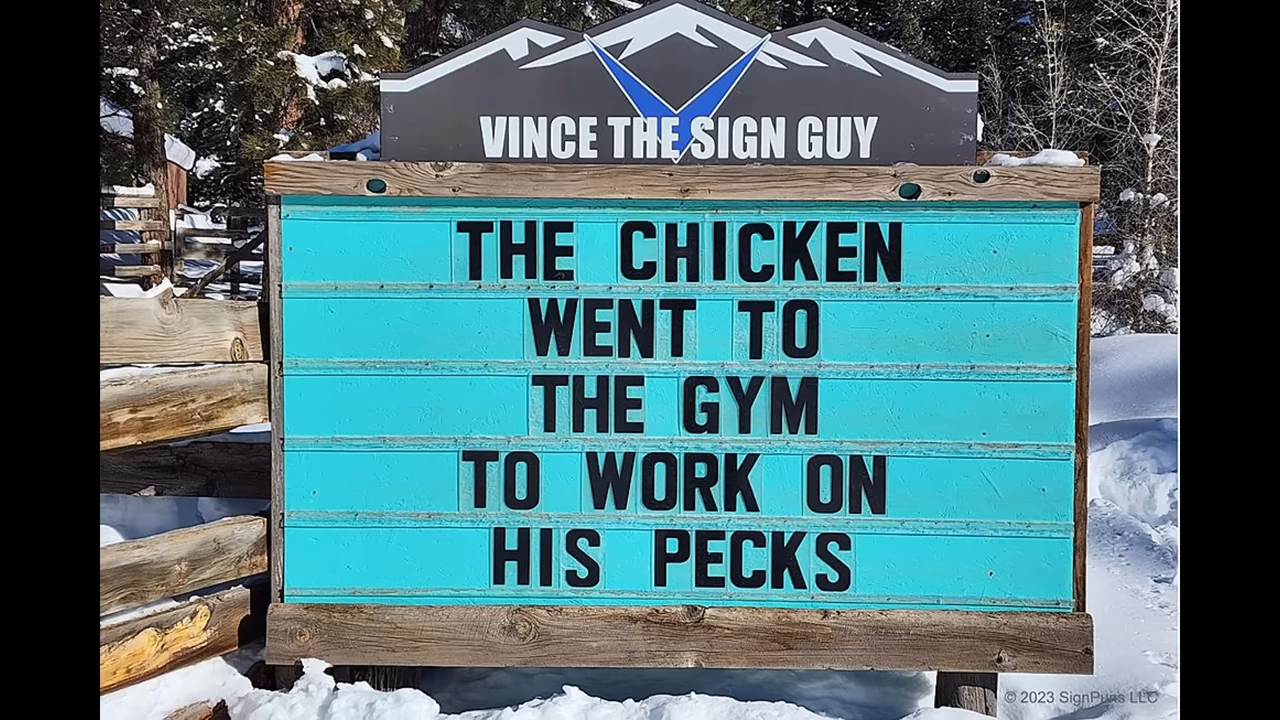 VINCE THE SIGN GUY
THE CHICKEN
WENT TO
THE GYM
TO WORK ON
HIS PECKS
© 2023 SignPuns LLC